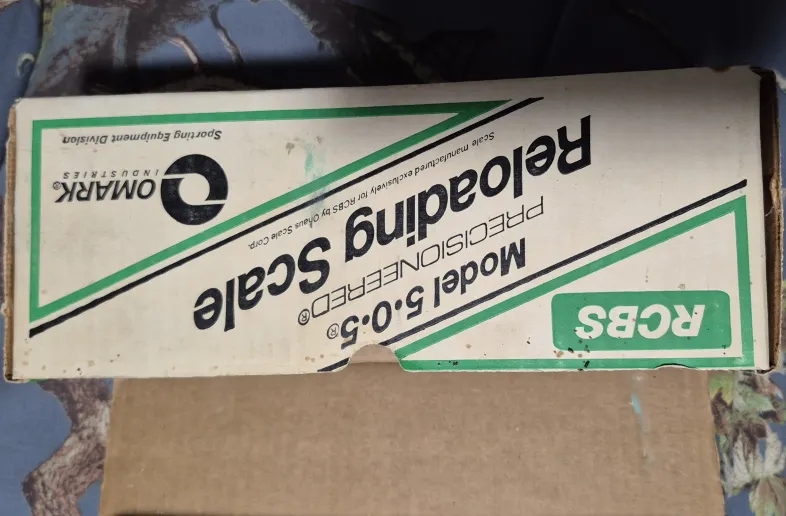 RCBS
Model 5.0.5®
PRECISIONEERED®
Reloading Scale
Scale manufactured exclusively for RCBS by Ohaus Scale Corp.
OMARK®
INDUSTRIES
Sporting Equipment Division